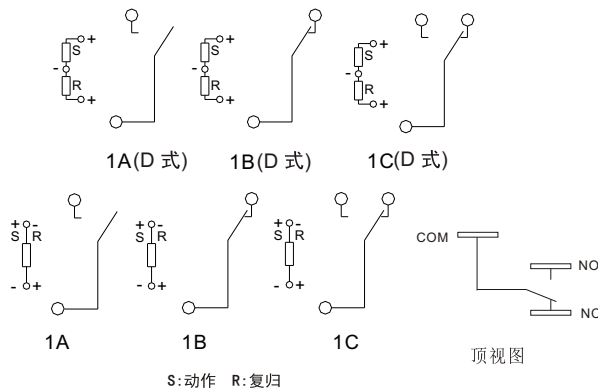 + S - R +
+ S - R +
+ S - R +
1A(D 式) 1B(D 式) 1C(D 式)
+ - S R - +
+ - S R - +
+ - S R - +
COM
NO
NC
1A 1B 1C
顶视图
S:动作 R:复归